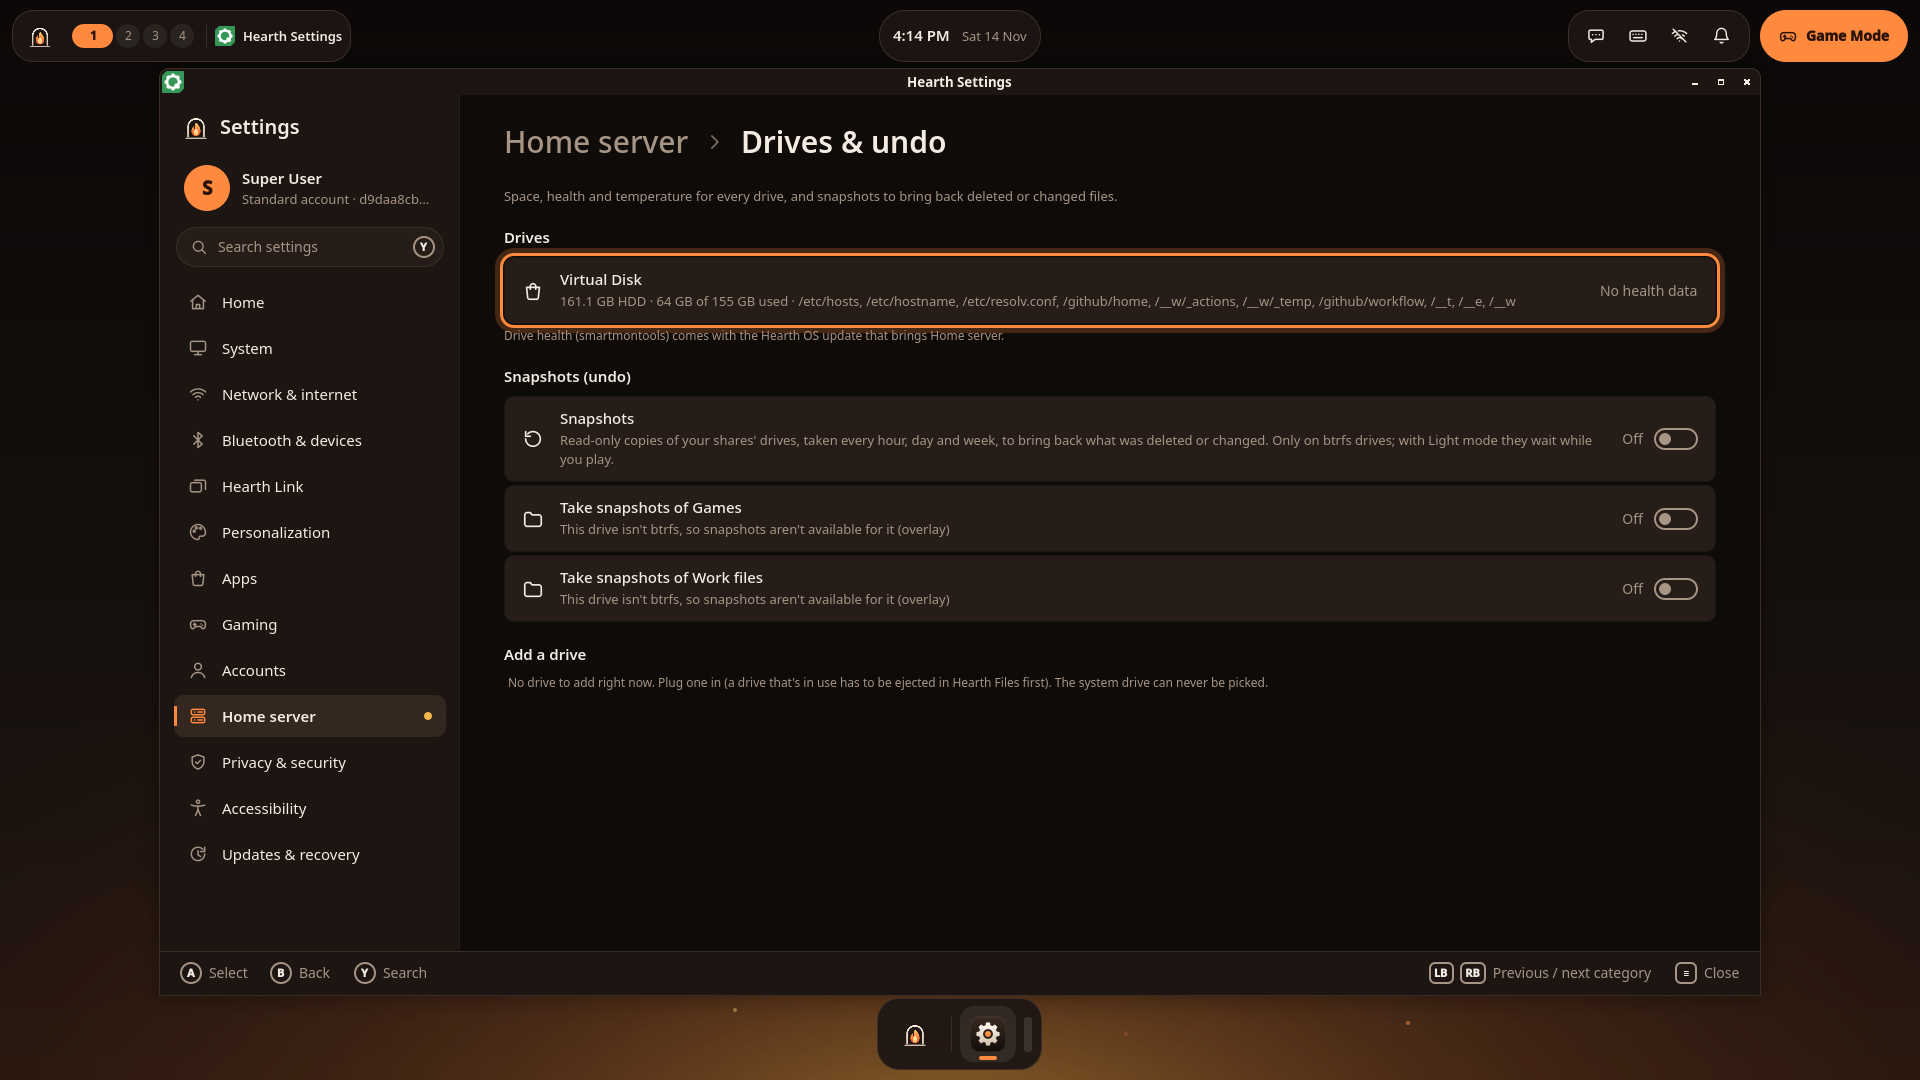 1 2 3 4 Hearth Settings
4:14 PM Sat 14 Nov
Game Mode
Hearth Settings
Settings
S
Super User
Standard account · d9daa8cb...
Search settings Y
Home
System
Network & internet
Bluetooth & devices
Hearth Link
Personalization
Apps
Gaming
Accounts
Home server
Privacy & security
Accessibility
Updates & recovery
Home server > Drives & undo
Space, health and temperature for every drive, and snapshots to bring back deleted or changed files.
Drives
Virtual Disk
161.1 GB HDD · 64 GB of 155 GB used · /etc/hosts, /etc/hostname, /etc/resolv.conf, /github/home, /__w/_actions, /__w/_temp, /github/workflow, /__t, /__e, /__w
No health data
Drive health (smartmontools) comes with the Hearth OS update that brings Home server.
Snapshots (undo)
Snapshots
Read-only copies of your shares' drives, taken every hour, day and week, to bring back what was deleted or changed. Only on btrfs drives; with Light mode they wait while
you play.
Off
Take snapshots of Games
This drive isn't btrfs, so snapshots aren't available for it (overlay)
Off
Take snapshots of Work files
This drive isn't btrfs, so snapshots aren't available for it (overlay)
Off
Add a drive
No drive to add right now. Plug one in (a drive that's in use has to be ejected in Hearth Files first). The system drive can never be picked.
A Select B Back Y Search
LB RB Previous / next category ≡ Close